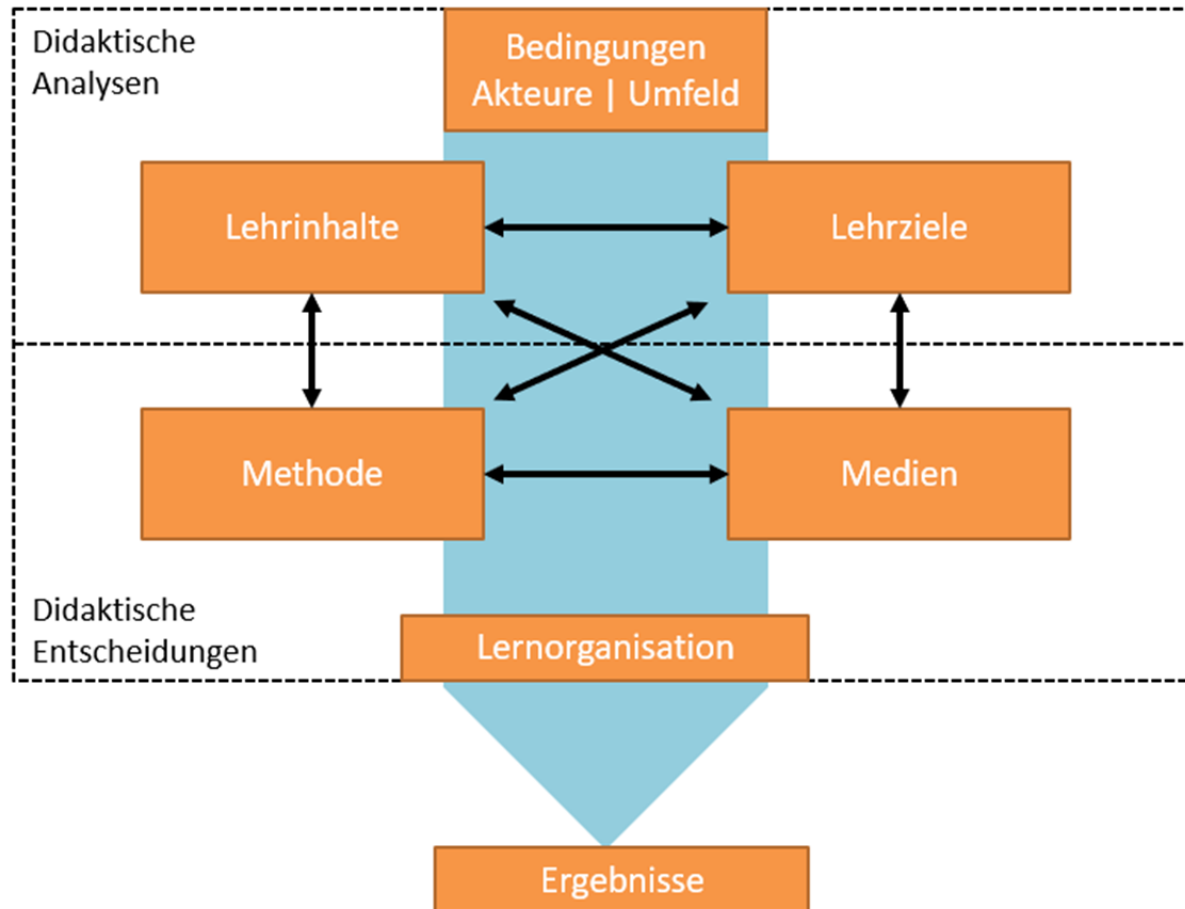 Didaktische
Analysen
Bedingungen
Akteure | Umfeld
Lehrinhalte
Lehrziele
Methode
Medien
Didaktische
Entscheidungen
Lernorganisation
Ergebnisse